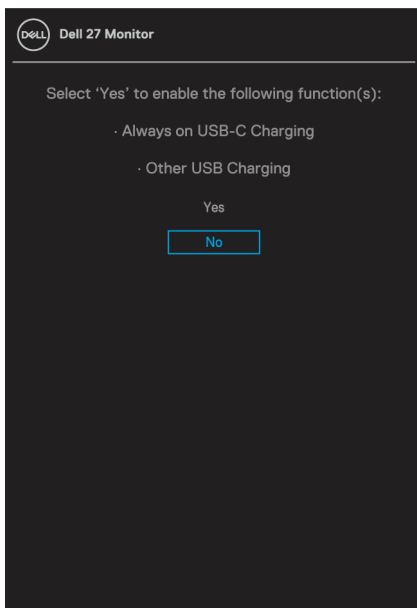 DELL Dell 27 Monitor
Select ‘Yes’ to enable the following function(s):
· Always on USB-C Charging
· Other USB Charging
Yes
No